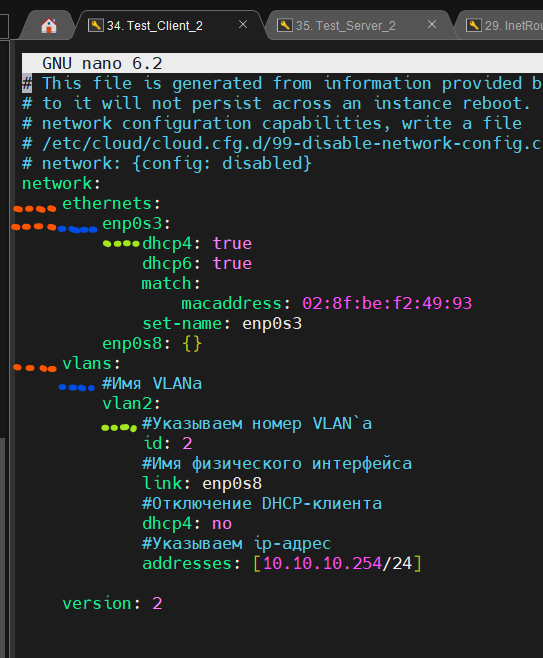 34. Test_Client_2
35. Test_Server_2
29. InetRou
GNU nano 6.2
# This file is generated from information provided b
# to it will not persist across an instance reboot.
# network configuration capabilities, write a file
# /etc/cloud/cloud.cfg.d/99-disable-network-config.c
# network: {config: disabled}
network:
    ethernets:
        enp0s3:
            dhcp4: true
            dhcp6: true
            match:
                macaddress: 02:8f:be:f2:49:93
            set-name: enp0s3
        enp0s8: {}
    vlans:
        #Имя VLANа
        vlan2:
            #Указываем номер VLAN`а
            id: 2
            #Имя физического интерфейса
            link: enp0s8
            #Отключение DHCP-клиента
            dhcp4: no
            #Указываем ip-адрес
            addresses: [10.10.10.254/24]
    version: 2